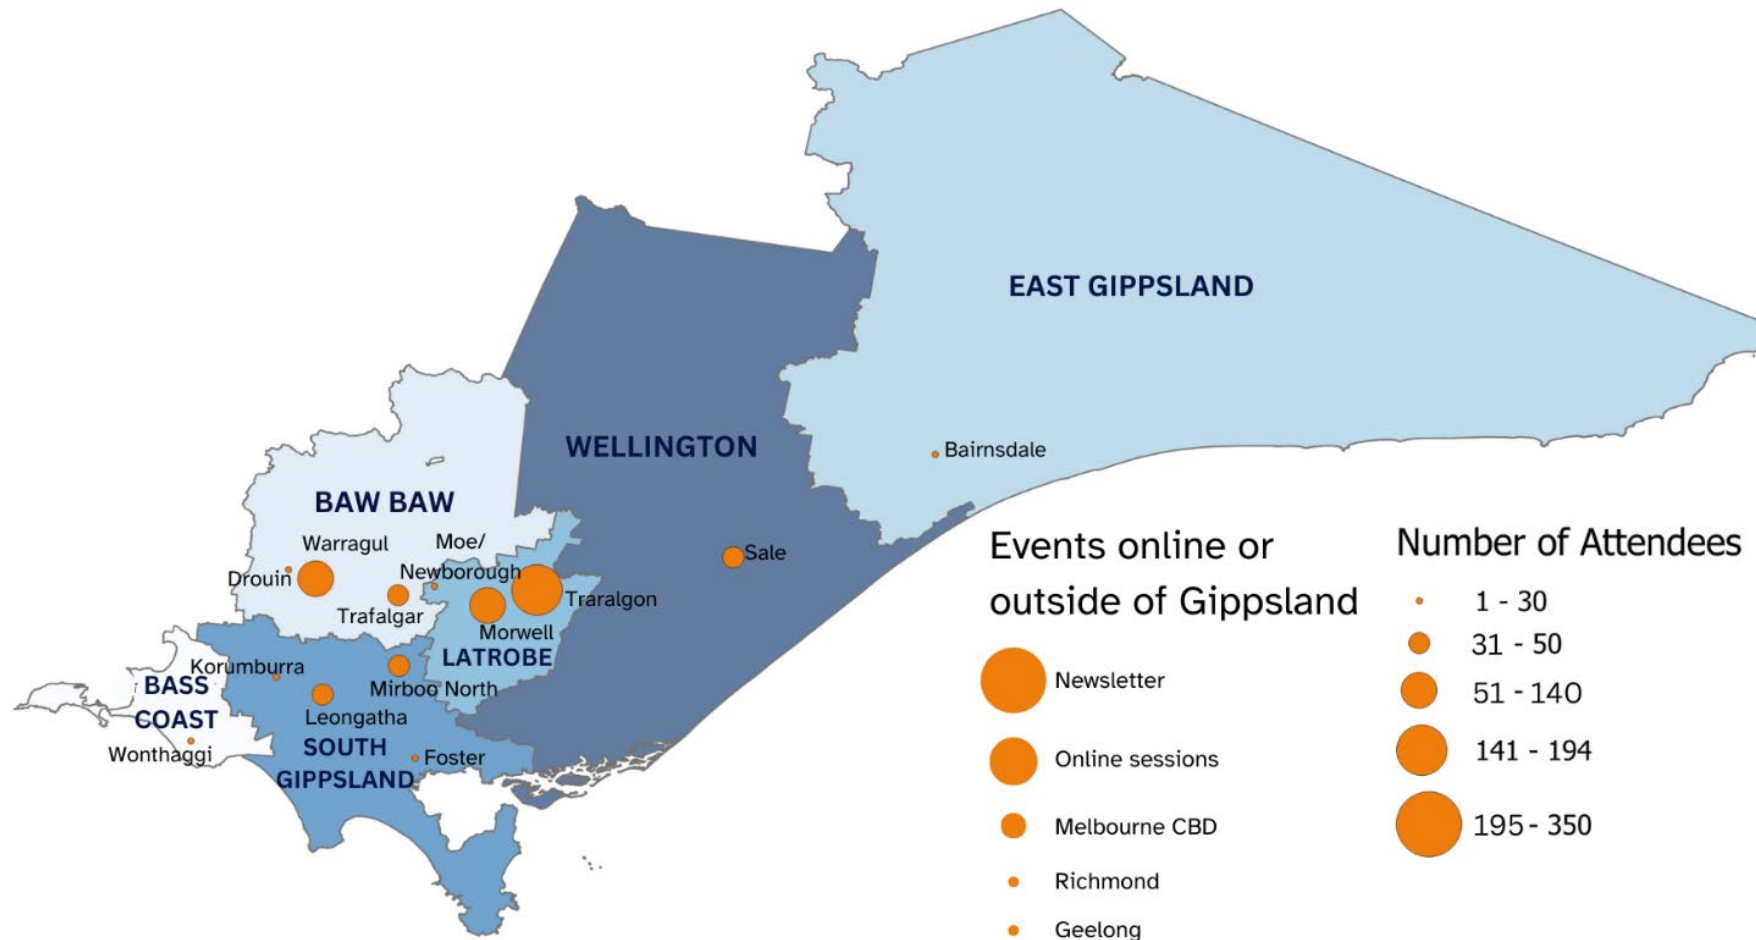 EAST GIPPSLAND
WELLINGTON
Bairnsdale
BAW BAW
Warragul
Moe/
Newborough
Drouin
Trafalgar
Sale
Traralgon
Morwell
LATROBE
Korumburra
BASS
COAST
Mirboo North
Leongatha
Wonthaggi
SOUTH
GIPPSLAND
Foster
Events online or
outside of Gippsland
Newsletter
Online sessions
Melbourne CBD
Richmond
Geelong
Number of Attendees
1 - 30
31 - 50
51 - 140
141 - 194
195 - 350